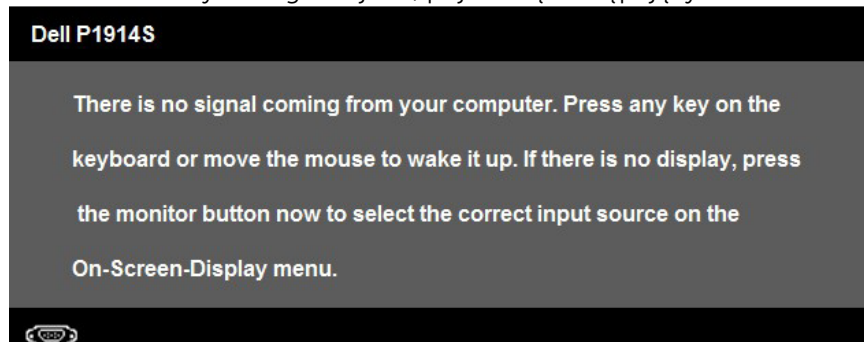 Dell P1914S
There is no signal coming from your computer. Press any key on the
keyboard or move the mouse to wake it up. If there is no display, press
the monitor button now to select the correct input source on the
On-Screen-Display menu.